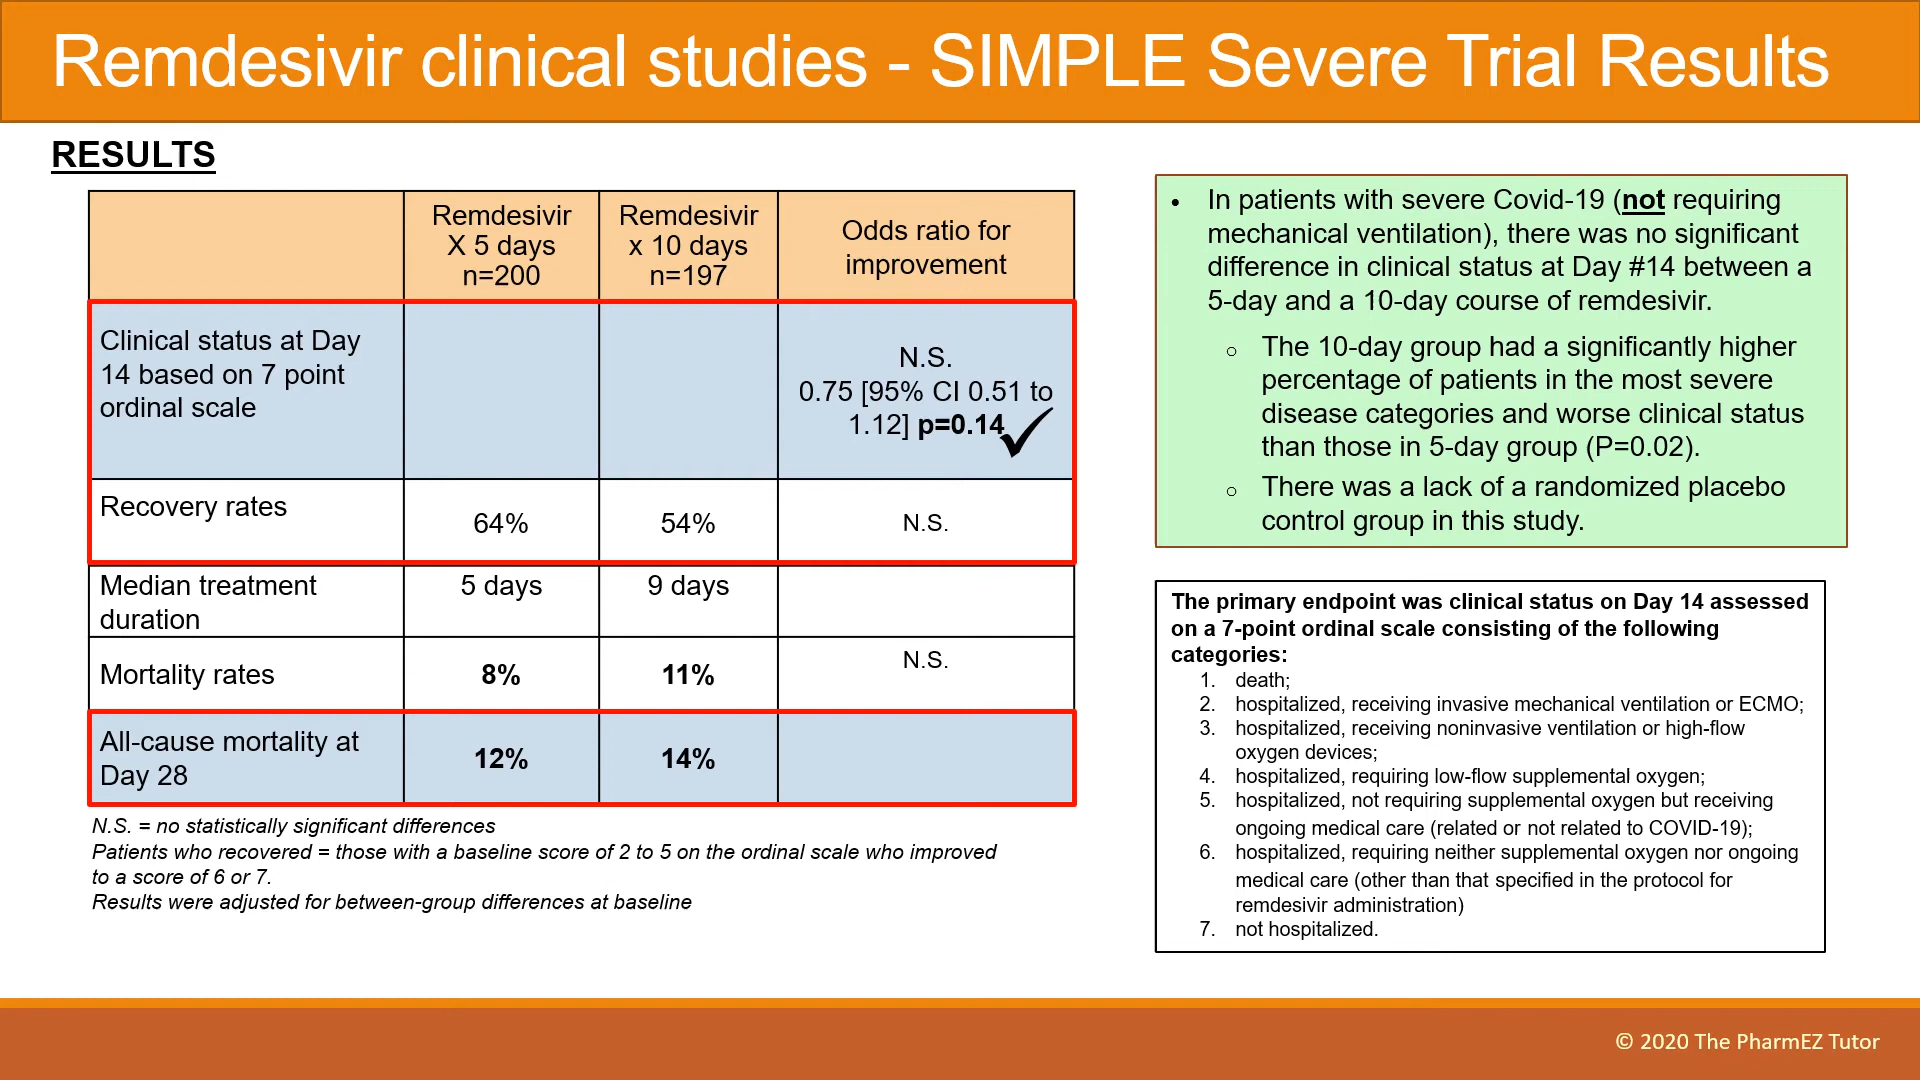 Remdesivir clinical studies - SIMPLE Severe Trial Results
RESULTS
Remdesivir
X 5 days
n=200
Remdesivir
x 10 days
n=197
Odds ratio for
improvement
Clinical status at Day
14 based on 7 point
ordinal scale
N.S.
0.75 [95% CI 0.51 to
1.12] p=0.14
Recovery rates
64%
54%
N.S.
Median treatment
duration
5 days
9 days
Mortality rates
8%
11%
N.S.
All-cause mortality at
Day 28
12%
14%
N.S. = no statistically significant differences
Patients who recovered = those with a baseline score of 2 to 5 on the ordinal scale who improved
to a score of 6 or 7.
Results were adjusted for between-group differences at baseline
• In patients with severe Covid-19 (not requiring
mechanical ventilation), there was no significant
difference in clinical status at Day #14 between a
5-day and a 10-day course of remdesivir.
o The 10-day group had a significantly higher
percentage of patients in the most severe
disease categories and worse clinical status
than those in 5-day group (P=0.02).
o There was a lack of a randomized placebo
control group in this study.
The primary endpoint was clinical status on Day 14 assessed
on a 7-point ordinal scale consisting of the following
categories:
1. death;
2. hospitalized, receiving invasive mechanical ventilation or ECMO;
3. hospitalized, receiving noninvasive ventilation or high-flow
oxygen devices;
4. hospitalized, requiring low-flow supplemental oxygen;
5. hospitalized, not requiring supplemental oxygen but receiving
ongoing medical care (related or not related to COVID-19);
6. hospitalized, requiring neither supplemental oxygen nor ongoing
medical care (other than that specified in the protocol for
remdesivir administration)
7. not hospitalized.
© 2020 The PharmEZ Tutor